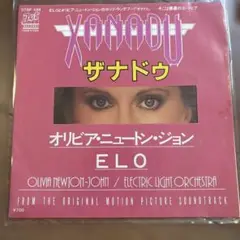 XANADU
ザナドゥ
オリビア・ニュートン・ジョン
ELO
OLIVIA NEWTON-JOHN / ELECTRIC LIGHT ORCHESTRA
FROM THE ORIGINAL MOTION PICTURE SOUNDTRACK